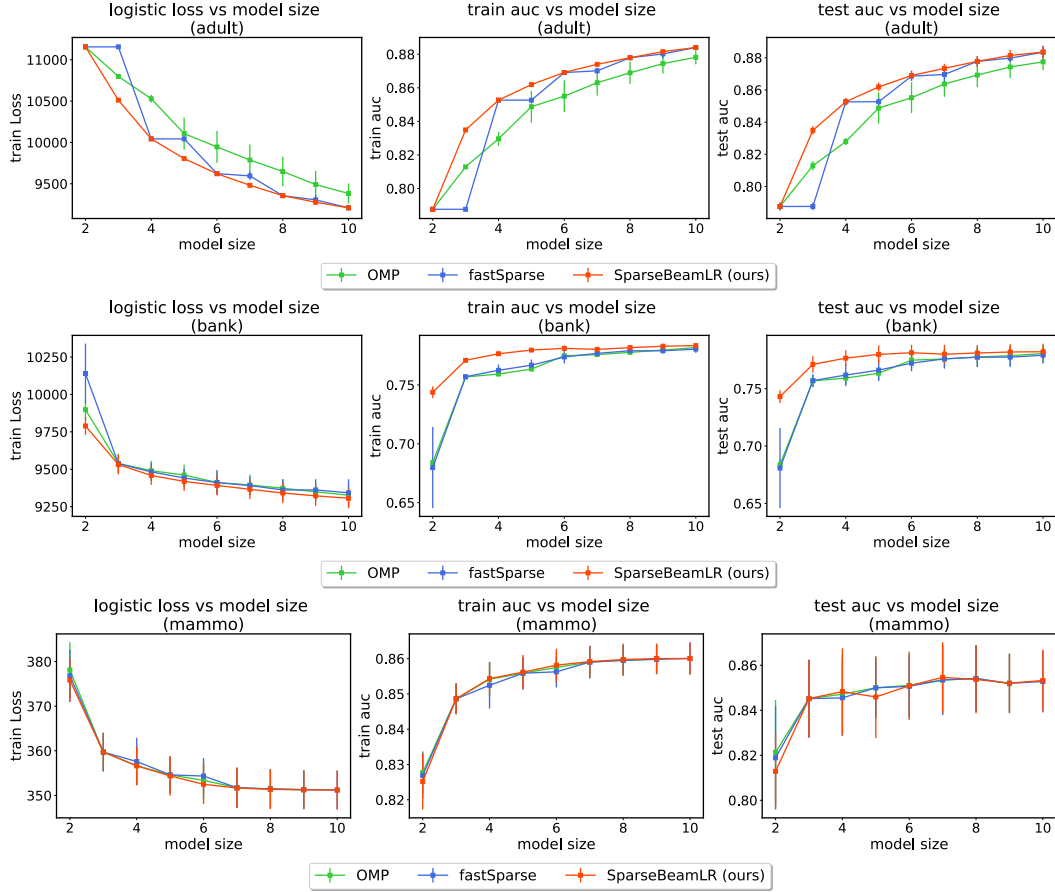 logistic loss vs model size
(adult)
train auc vs model size
(adult)
test auc vs model size
(adult)
train Loss
11000
10500
10000
9500
2 4 6 8 10
model size
train auc
0.88
0.86
0.84
0.82
0.80
2 4 6 8 10
model size
test auc
0.88
0.86
0.84
0.82
0.80
2 4 6 8 10
model size
OMP fastSparse SparseBeamLR (ours)
logistic loss vs model size
(bank)
train auc vs model size
(bank)
test auc vs model size
(bank)
train Loss
10250
10000
9750
9500
9250
2 4 6 8 10
model size
train auc
0.75
0.70
0.65
2 4 6 8 10
model size
test auc
0.75
0.70
0.65
2 4 6 8 10
model size
OMP fastSparse SparseBeamLR (ours)
logistic loss vs model size
(mammo)
train auc vs model size
(mammo)
test auc vs model size
(mammo)
train Loss
380
370
360
350
2 4 6 8 10
model size
train auc
0.86
0.85
0.84
0.83
0.82
2 4 6 8 10
model size
test auc
0.86
0.84
0.82
0.80
2 4 6 8 10
model size
OMP fastSparse SparseBeamLR (ours)